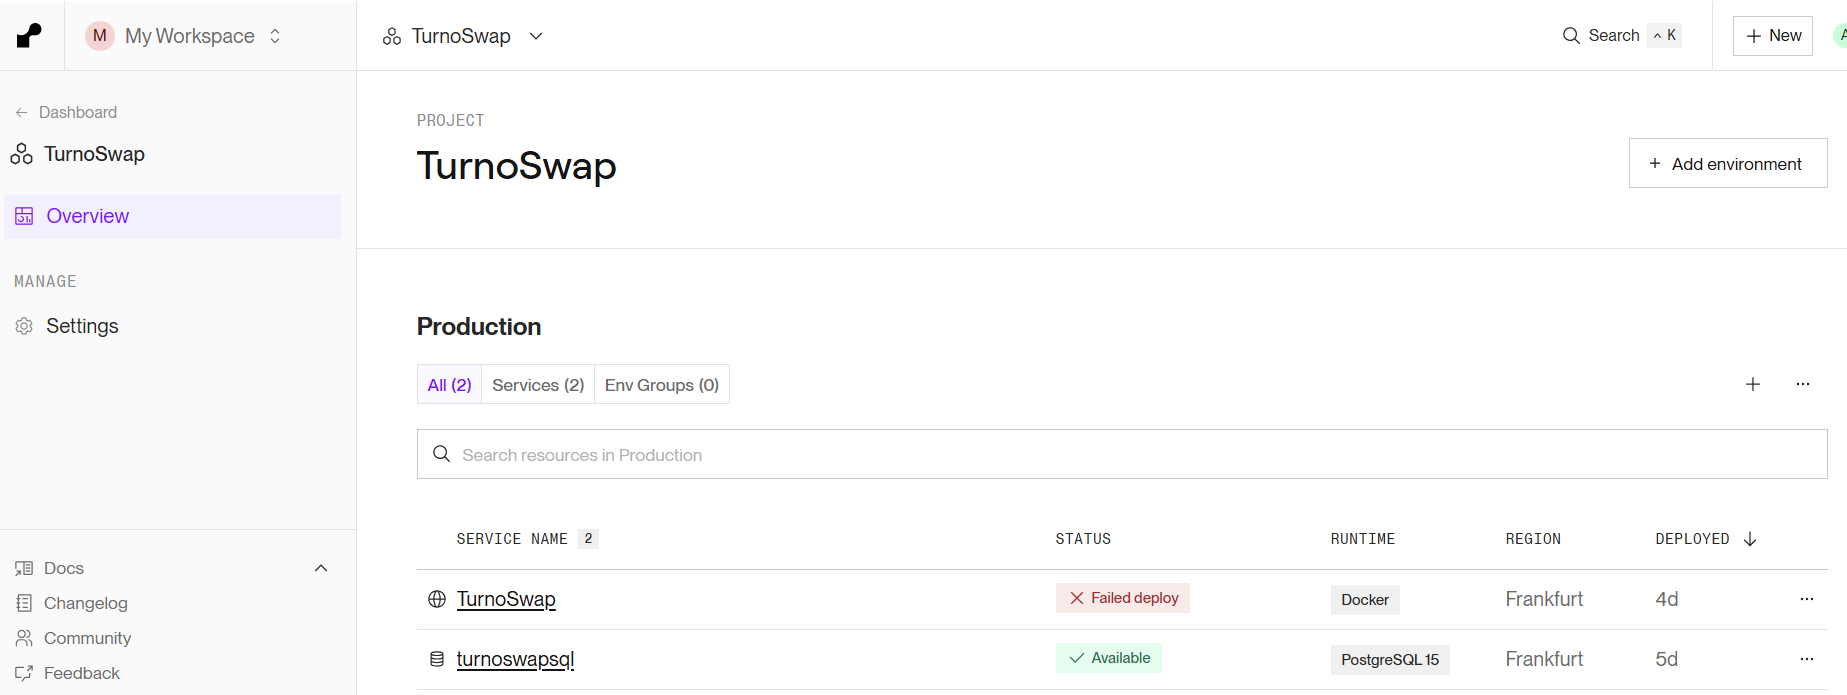 M My Workspace
TurnoSwap
Search ^ K
+ New
A
← Dashboard
TurnoSwap
Overview
MANAGE
Settings
Docs
Changelog
Community
Feedback
PROJECT
TurnoSwap
+ Add environment
Production
All (2) Services (2) Env Groups (0)
Search resources in Production
SERVICE NAME 2 STATUS RUNTIME REGION DEPLOYED ↓
TurnoSwap Failed deploy Docker Frankfurt 4d
turnoswapsql Available PostgreSQL 15 Frankfurt 5d